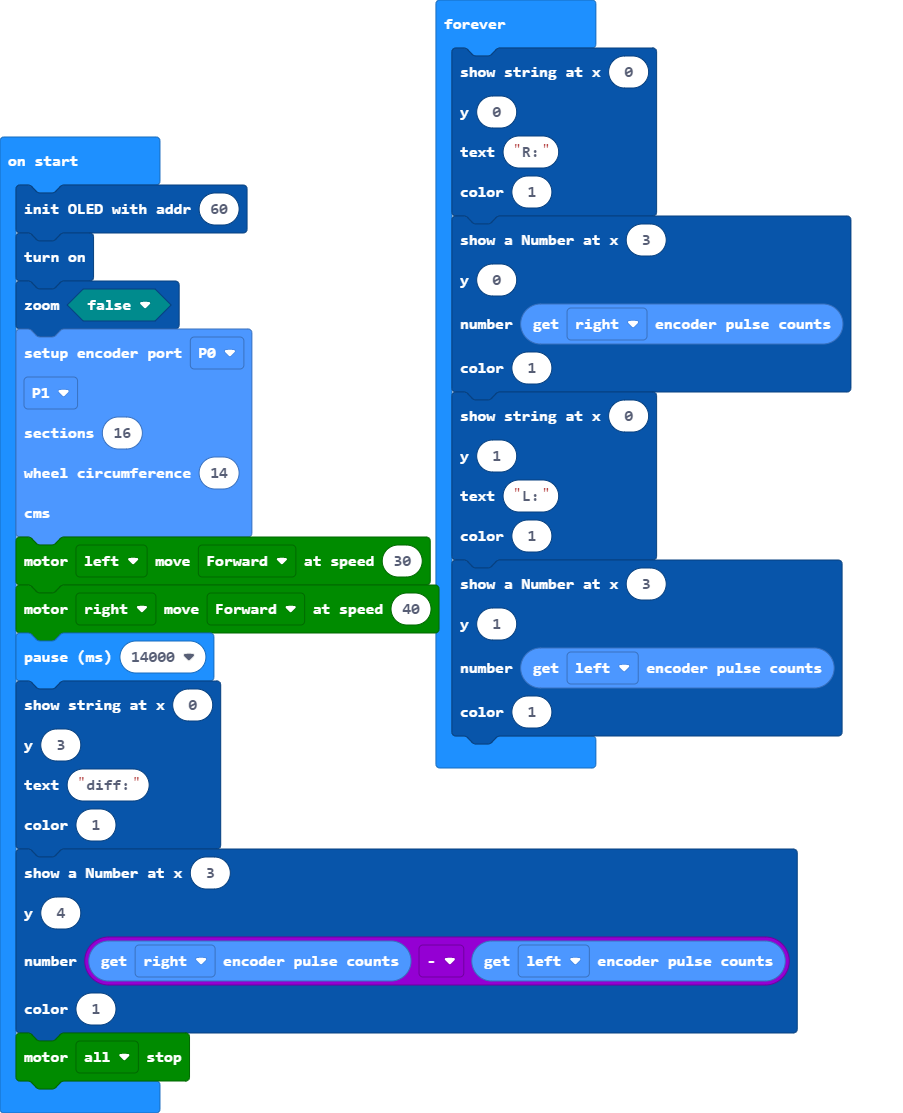 on start
init OLED with addr 60
turn on
zoom false
setup encoder port P0
P1
sections 16
wheel circumference 14
cms
motor left move Forward at speed 30
motor right move Forward at speed 40
pause (ms) 14000
show string at x 0
y 3
text "diff:"
color 1
show a Number at x 3
y 4
number get right encoder pulse counts - get left encoder pulse counts
color 1
motor all stop
forever
show string at x 0
y 0
text "R:"
color 1
show a Number at x 3
y 0
number get right encoder pulse counts
color 1
show string at x 0
y 1
text "L:"
color 1
show a Number at x 3
y 1
number get left encoder pulse counts
color 1